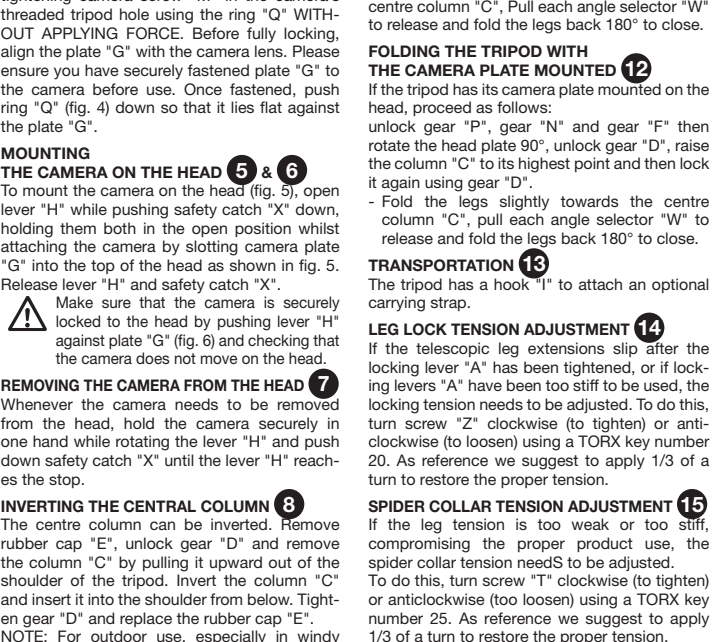 tightening camera screw "M" in the camera's
threaded tripod hole using the ring "Q" WITH-
OUT APPLYING FORCE. Before fully locking,
align the plate "G" with the camera lens. Please
ensure you have securely fastened plate "G" to
the camera before use. Once fastened, push
ring "Q" (fig. 4) down so that it lies flat against
the plate "G".
MOUNTING
THE CAMERA ON THE HEAD 5 & 6
To mount the camera on the head (fig. 5), open
lever "H" while pushing safety catch "X" down,
holding them both in the open position whilst
attaching the camera by slotting camera plate
"G" into the top of the head as shown in fig. 5.
Release lever "H" and safety catch "X".
Make sure that the camera is securely
locked to the head by pushing lever "H"
against plate "G" (fig. 6) and checking that
the camera does not move on the head.
REMOVING THE CAMERA FROM THE HEAD 7
Whenever the camera needs to be removed
from the head, hold the camera securely in
one hand while rotating the lever "H" and push
down safety catch "X" until the lever "H" reach-
es the stop.
INVERTING THE CENTRAL COLUMN 8
The centre column can be inverted. Remove
rubber cap "E", unlock gear "D" and remove
the column "C" by pulling it upward out of the
shoulder of the tripod. Invert the column "C"
and insert it into the shoulder from below. Tight-
en gear "D" and replace the rubber cap "E".
NOTE: For outdoor use, especially in windy
centre column "C", Pull each angle selector "W"
to release and fold the legs back 180° to close.
FOLDING THE TRIPOD WITH
THE CAMERA PLATE MOUNTED 12
If the tripod has its camera plate mounted on the
head, proceed as follows:
unlock gear "P", gear "N" and gear "F" then
rotate the head plate 90°, unlock gear "D", raise
the column "C" to its highest point and then lock
it again using gear "D".
- Fold the legs slightly towards the centre
column "C", pull each angle selector "W" to
release and fold the legs back 180° to close.
TRANSPORTATION 13
The tripod has a hook "I" to attach an optional
carrying strap.
LEG LOCK TENSION ADJUSTMENT 14
If the telescopic leg extensions slip after the
locking lever "A" has been tightened, or if lock-
ing levers "A" have been too stiff to be used, the
locking tension needs to be adjusted. To do this,
turn screw "Z" clockwise (to tighten) or anti-
clockwise (to loosen) using a TORX key number
20. As reference we suggest to apply 1/3 of a
turn to restore the proper tension.
SPIDER COLLAR TENSION ADJUSTMENT 15
If the leg tension is too weak or too stiff,
compromising the proper product use, the
spider collar tension needS to be adjusted.
To do this, turn screw "T" clockwise (to tighten)
or anticlockwise (too loosen) using a TORX key
number 25. As reference we suggest to apply
1/3 of a turn to restore the proper tension.